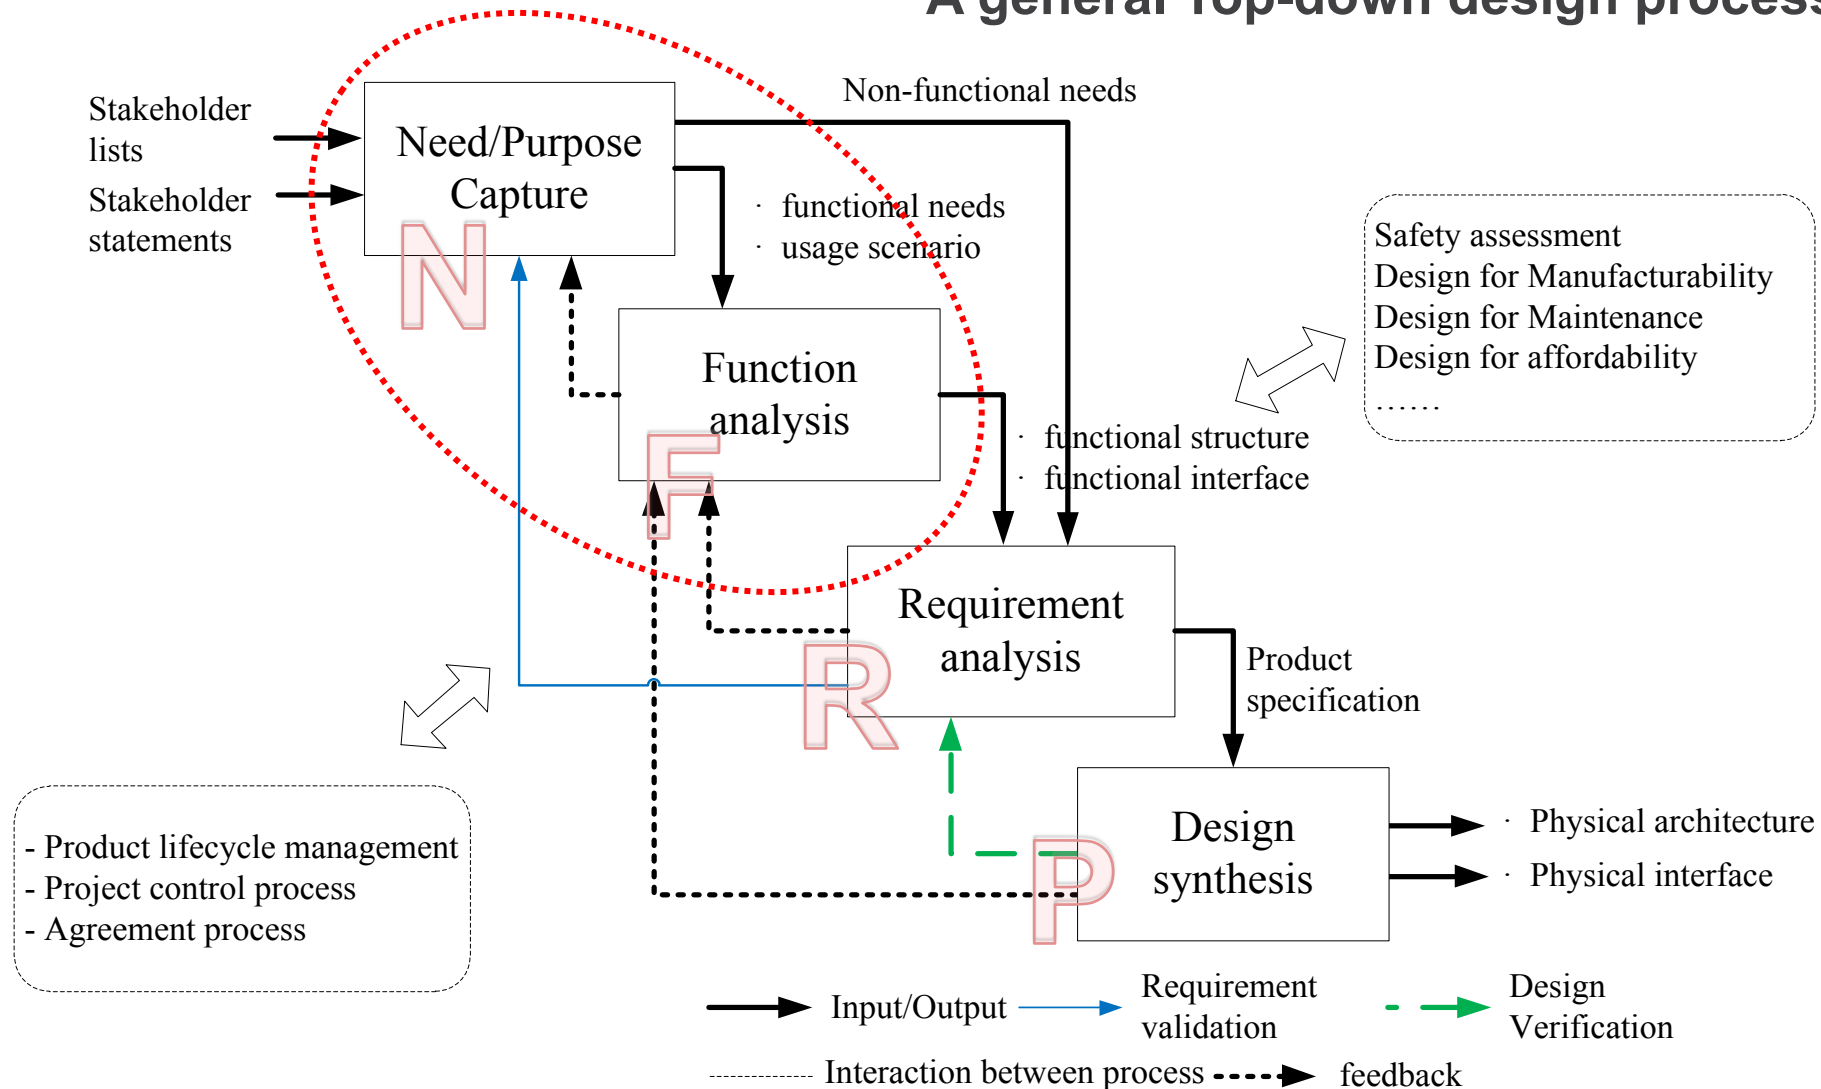 A general Top-down design process
Stakeholder
lists
Stakeholder
statements
Need/Purpose
Capture
N
Non-functional needs
· functional needs
· usage scenario
Safety assessment
Design for Manufacturability
Design for Maintenance
Design for affordability
......
Function
analysis
F
· functional structure
· functional interface
Requirement
analysis
R
Product
specification
- Product lifecycle management
- Project control process
- Agreement process
Design
synthesis
P
· Physical architecture
· Physical interface
Input/Output
Requirement
validation
Design
Verification
Interaction between process
feedback